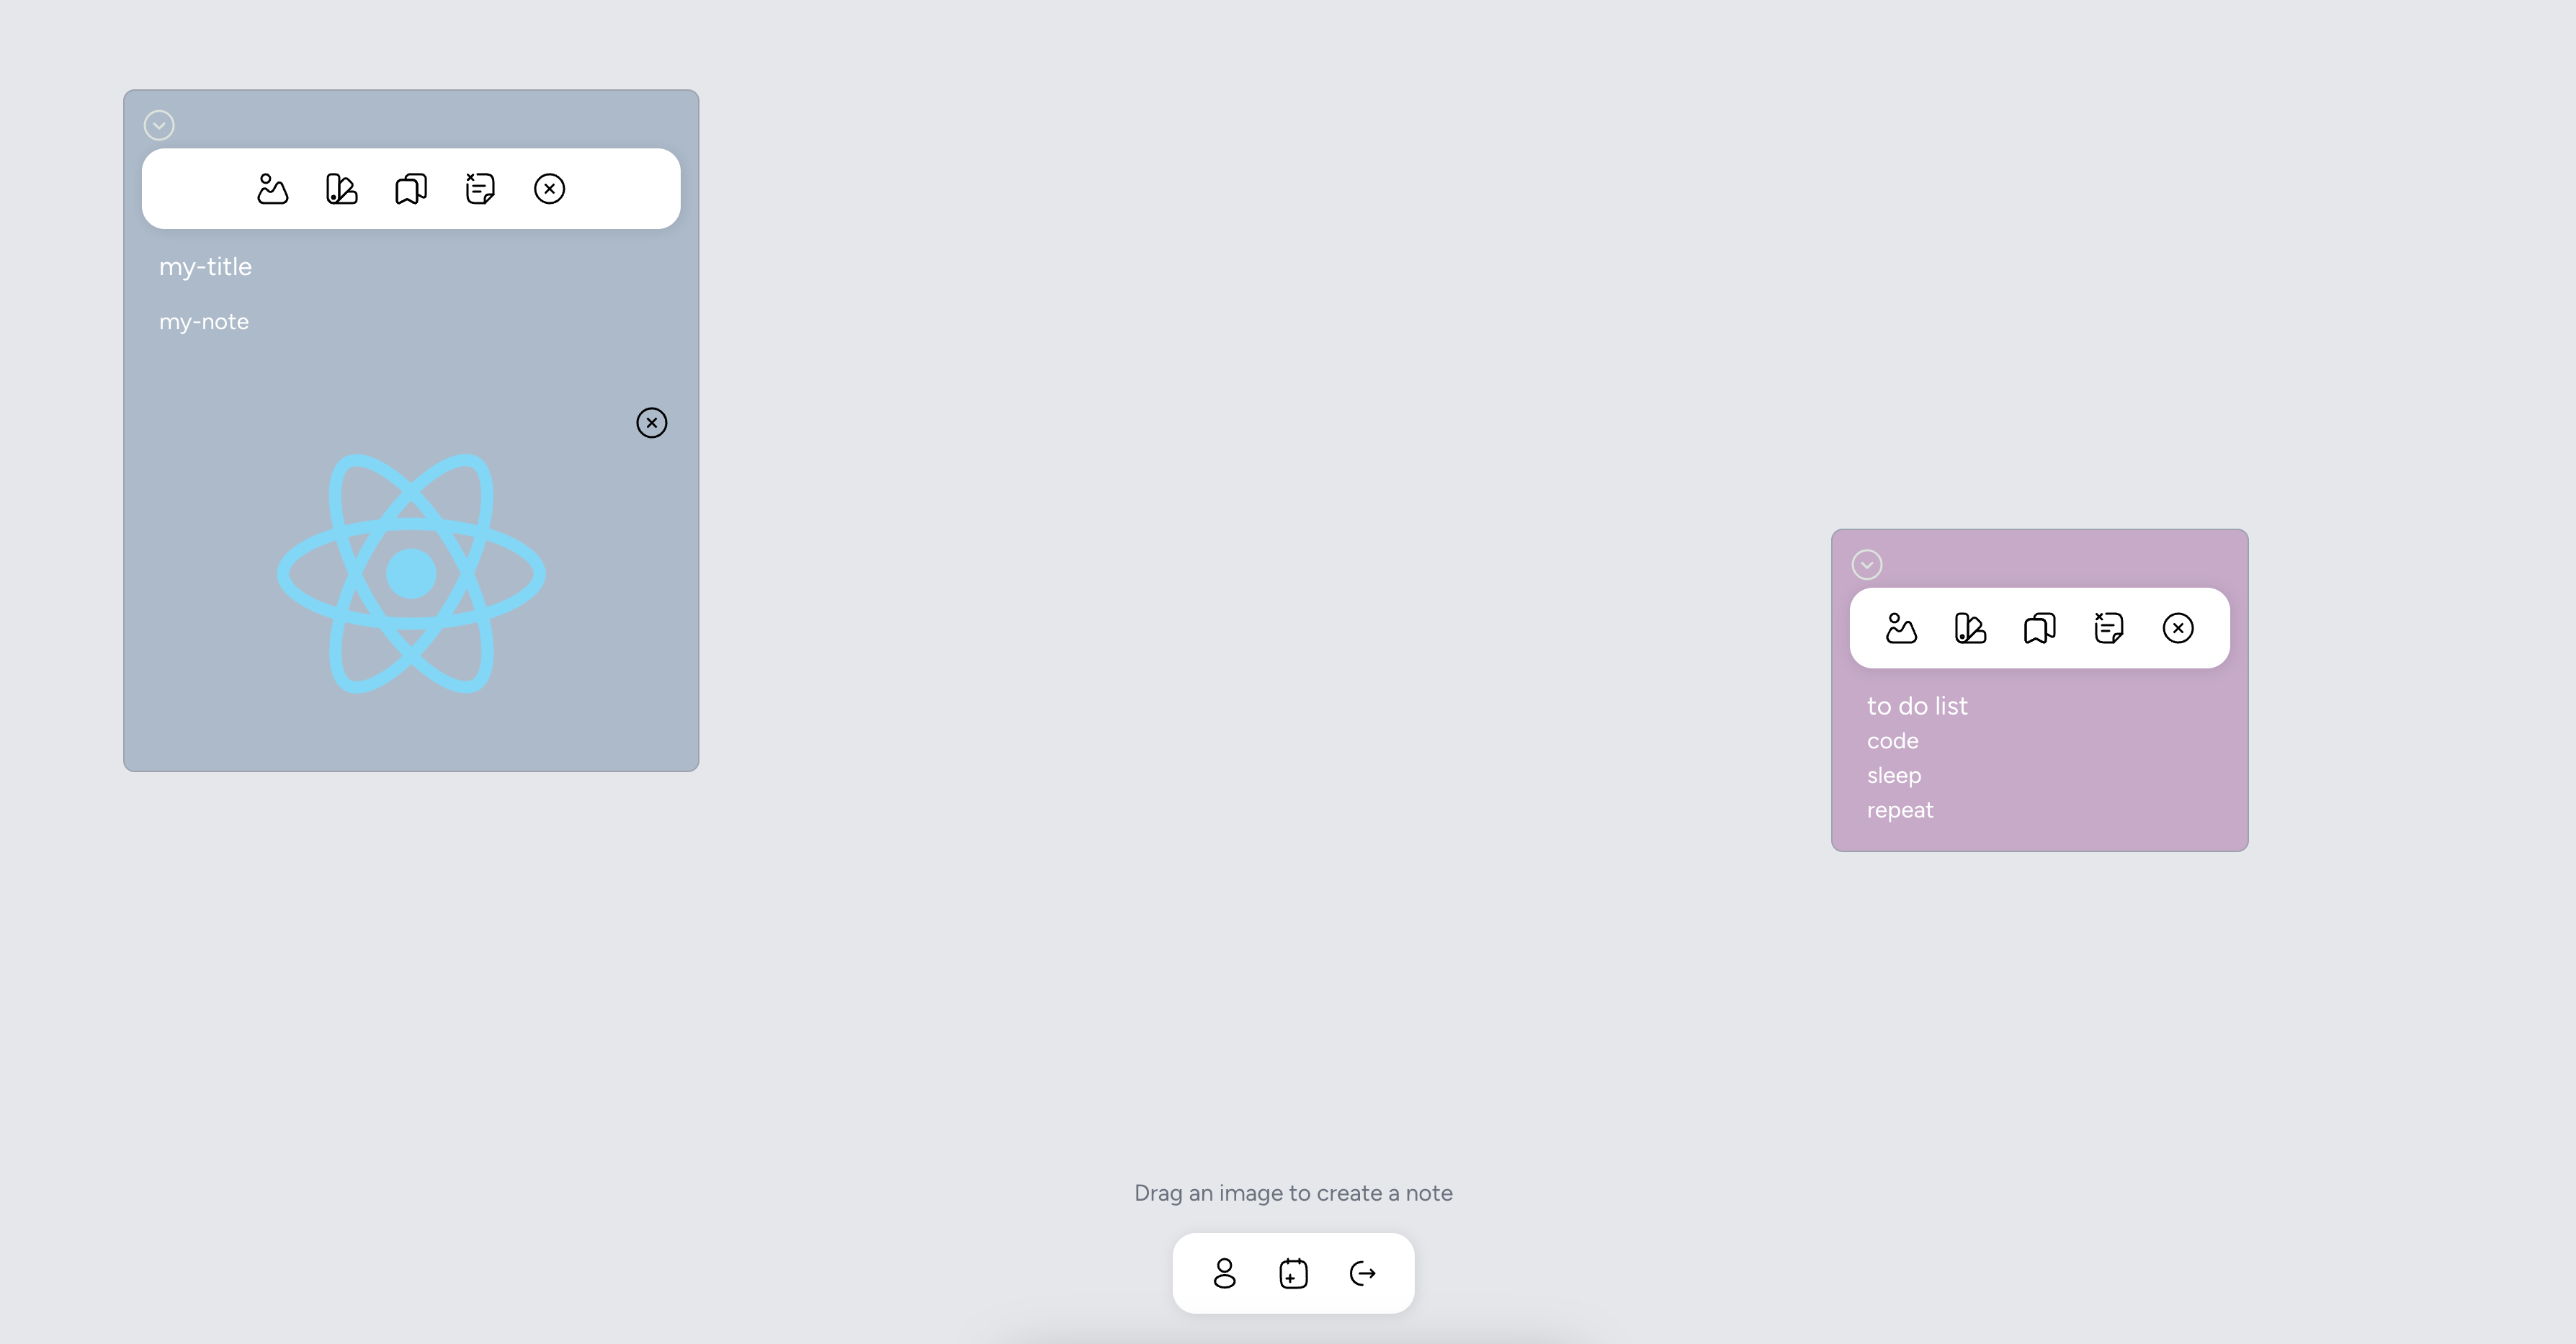 my-title
my-note
to do list
code
sleep
repeat
Drag an image to create a note